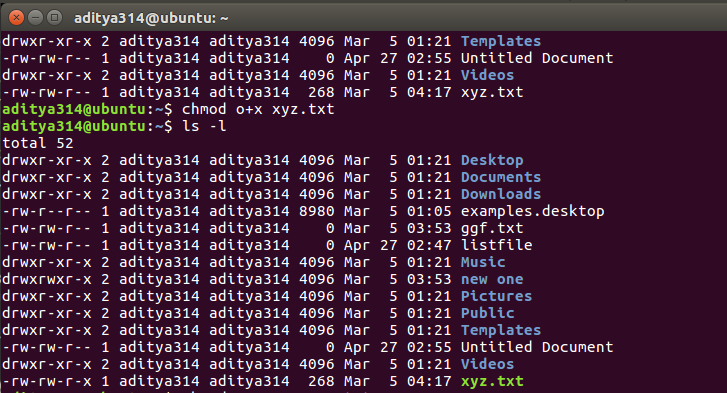 aditya314@ubuntu: ~
drwxr-xr-x 2 aditya314 aditya314 4096 Mar  5 01:21 Templates
-rw-rw-r-- 1 aditya314 aditya314    0 Apr 27 02:55 Untitled Document
drwxr-xr-x 2 aditya314 aditya314 4096 Mar  5 01:21 Videos
-rw-rw-r-- 1 aditya314 aditya314  268 Mar  5 04:17 xyz.txt
aditya314@ubuntu:~$ chmod o+x xyz.txt
aditya314@ubuntu:~$ ls -l
total 52
drwxr-xr-x 2 aditya314 aditya314 4096 Mar  5 01:21 Desktop
drwxr-xr-x 2 aditya314 aditya314 4096 Mar  5 01:21 Documents
drwxr-xr-x 2 aditya314 aditya314 4096 Mar  5 01:21 Downloads
-rw-r--r-- 1 aditya314 aditya314 8980 Mar  5 01:05 examples.desktop
-rw-rw-r-- 1 aditya314 aditya314    0 Mar  5 03:53 ggf.txt
-rw-rw-r-- 1 aditya314 aditya314    0 Apr 27 02:47 listfile
drwxr-xr-x 2 aditya314 aditya314 4096 Mar  5 01:21 Music
drwxrwxr-x 2 aditya314 aditya314 4096 Mar  5 03:53 new one
drwxr-xr-x 2 aditya314 aditya314 4096 Mar  5 01:21 Pictures
drwxr-xr-x 2 aditya314 aditya314 4096 Mar  5 01:21 Public
drwxr-xr-x 2 aditya314 aditya314 4096 Mar  5 01:21 Templates
-rw-rw-r-- 1 aditya314 aditya314    0 Apr 27 02:55 Untitled Document
drwxr-xr-x 2 aditya314 aditya314 4096 Mar  5 01:21 Videos
-rw-rw-r-x 1 aditya314 aditya314  268 Mar  5 04:17 xyz.txt